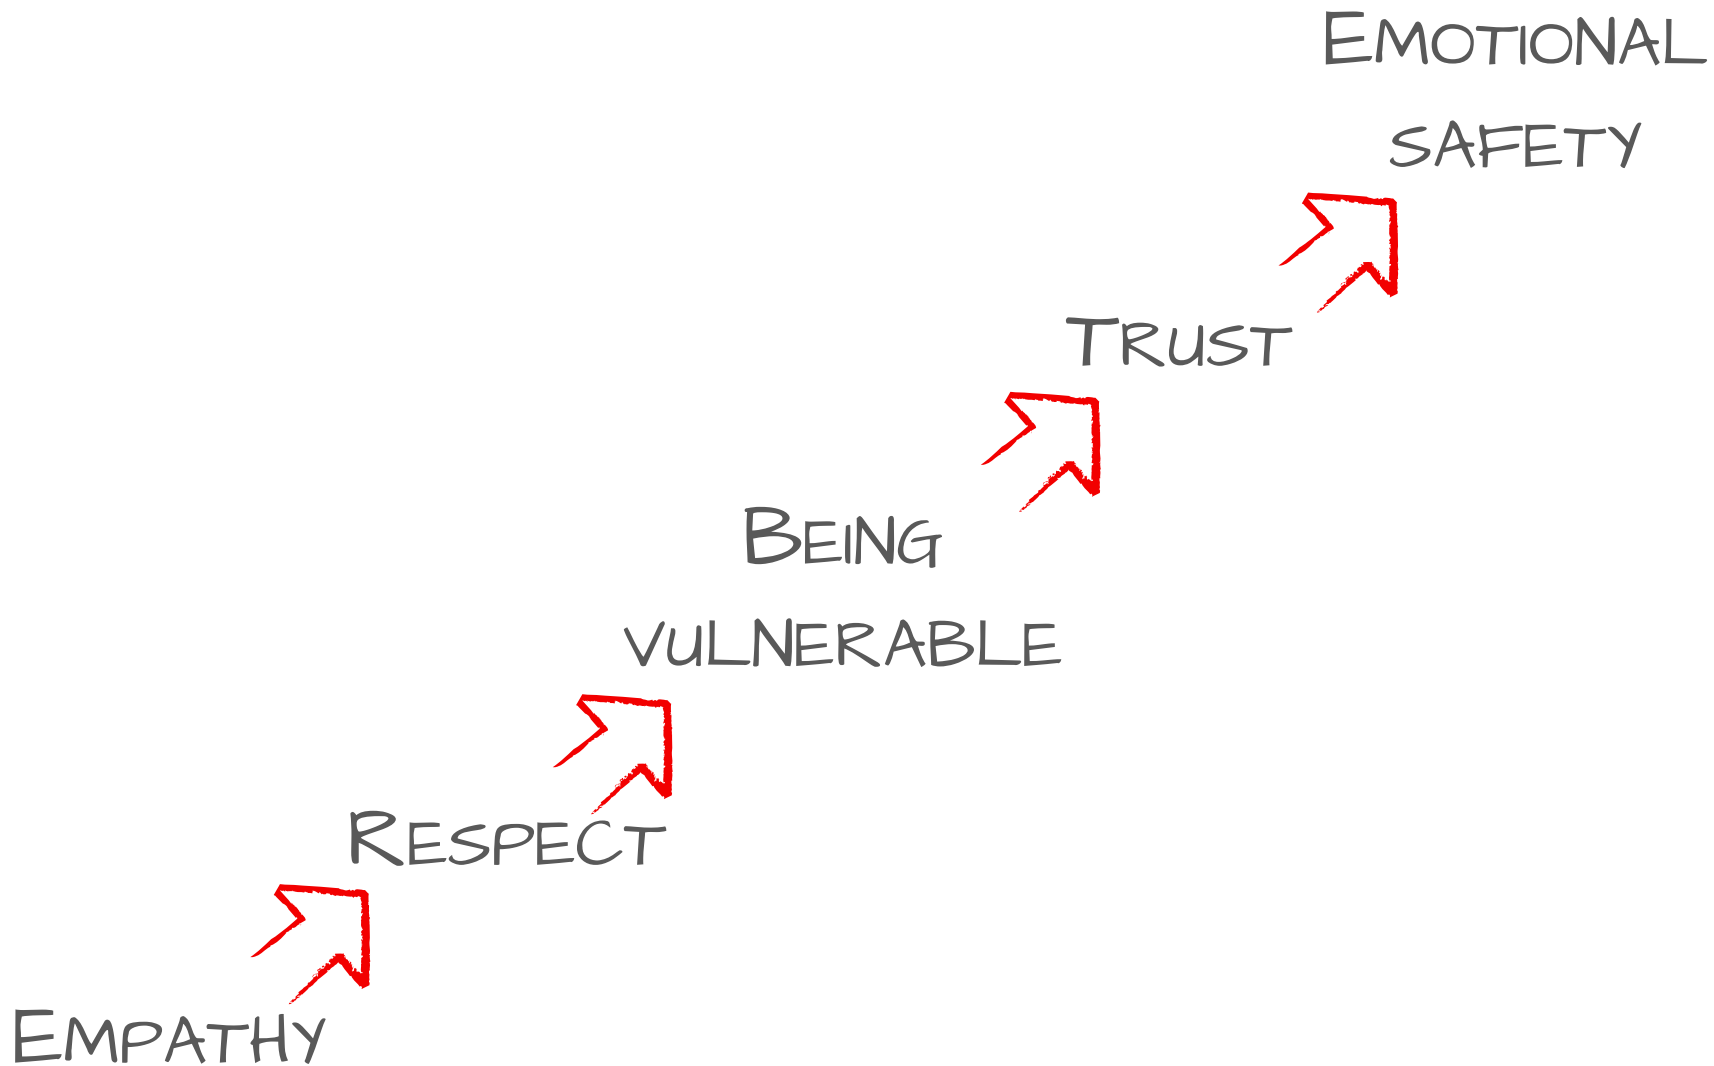 Emotional
safety
Trust
Being
vulnerable
Respect
Empathy